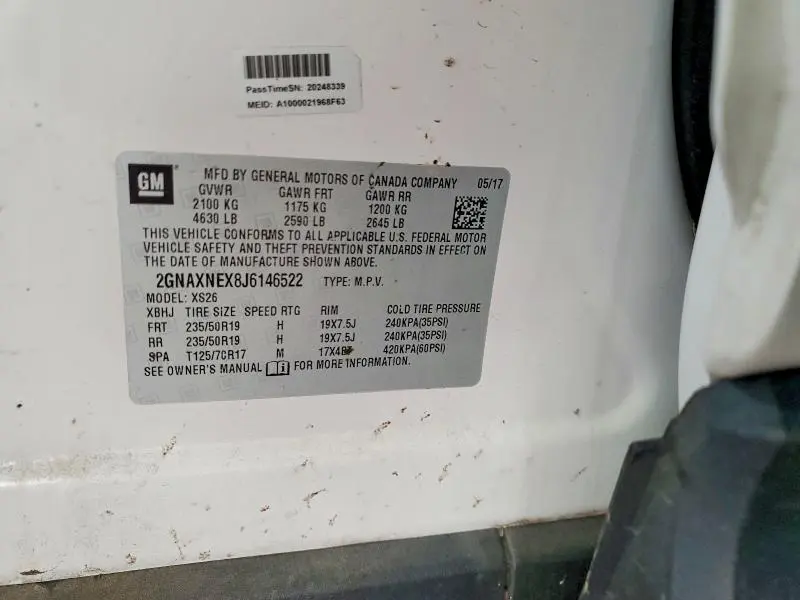 PassTimeSN: 20248339
MEID: A1000021968F63
GM
MFD BY GENERAL MOTORS OF CANADA COMPANY 05/17
GVWR GAWR FRT GAWR RR
2100 KG 1175 KG 1200 KG
4630 LB 2590 LB 2645 LB
THIS VEHICLE CONFORMS TO ALL APPLICABLE U.S. FEDERAL MOTOR
VEHICLE SAFETY AND THEFT PREVENTION STANDARDS IN EFFECT ON
THE DATE OF MANUFACTURE SHOWN ABOVE.
2GNAXNEX8J6146522 TYPE: M.P.V.
MODEL: XS26
XBHJ TIRE SIZE SPEED RTG RIM COLD TIRE PRESSURE
FRT 235/50R19 H 19X7.5J 240KPA(35PSI)
RR 235/50R19 H 19X7.5J 240KPA(35PSI)
SPA T125/70R17 M 17X4B 420KPA(60PSI)
SEE OWNER'S MANUAL FOR MORE INFORMATION.